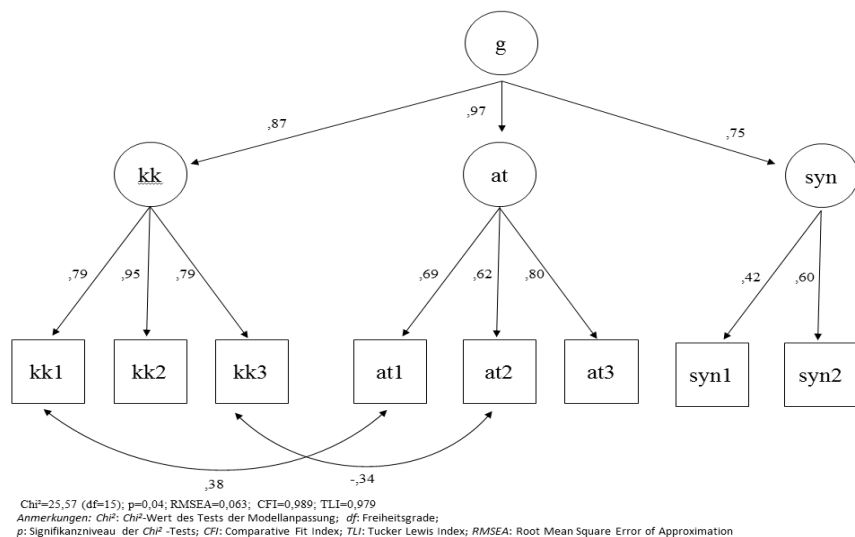 g
,87
,97
,75
kk
at
syn
,79
,95
,79
,69
,62
,80
,42
,60
kk1
kk2
kk3
at1
at2
at3
syn1
syn2
,38
-,34
Chi²=25,57 (df=15); p=0,04; RMSEA=0,063; CFI=0,989; TLI=0,979
Anmerkungen: Chi²: Chi²-Wert des Tests der Modellanpassung; df: Freiheitsgrade;
p: Signifikanzniveau der Chi² -Tests; CFI: Comparative Fit Index; TLI: Tucker Lewis Index; RMSEA: Root Mean Square Error of Approximation